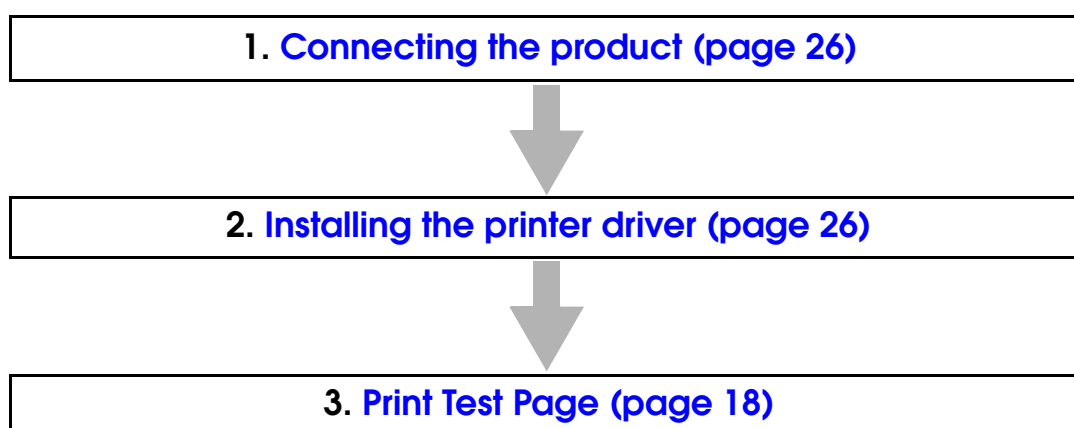 1. Connecting the product (page 26)
2. Installing the printer driver (page 26)
3. Print Test Page (page 18)